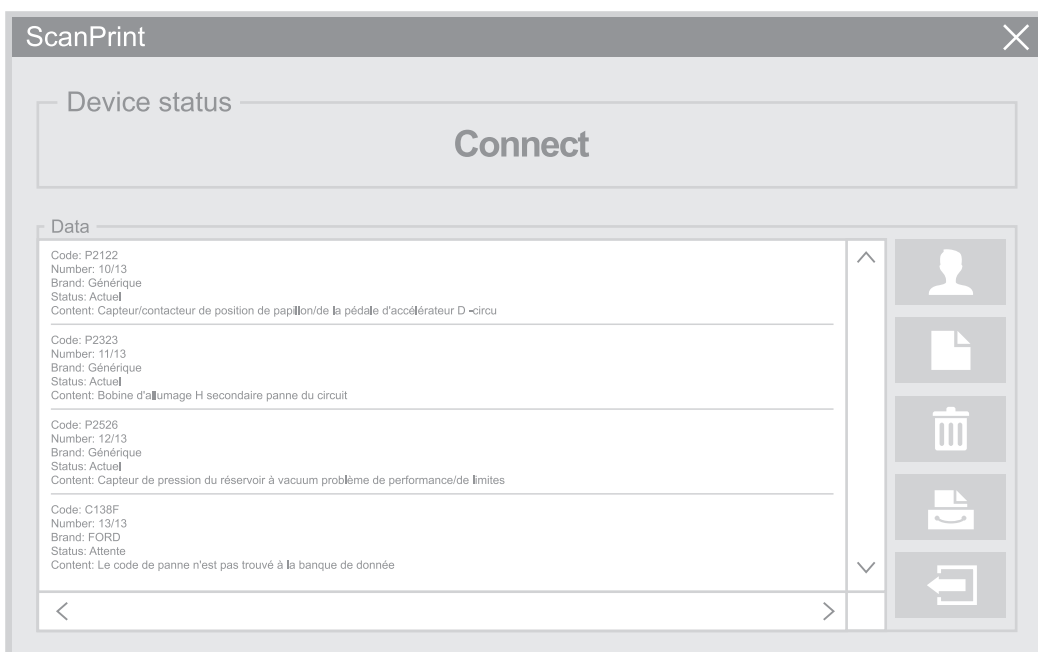 ScanPrint
Device status
Connect
Data
Code: P2122
Number: 10/13
Brand: Générique
Status: Actuel
Content: Capteur/contacteur de position de papillon/de la pédale d'accélérateur D -circu
Code: P2323
Number: 11/13
Brand: Générique
Status: Actuel
Content: Bobine d'allumage H secondaire panne du circuit
Code: P2526
Number: 12/13
Brand: Générique
Status: Actuel
Content: Capteur de pression du réservoir à vacuum problème de performance/de limites
Code: C138F
Number: 13/13
Brand: FORD
Status: Attente
Content: Le code de panne n'est pas trouvé à la banque de donnée